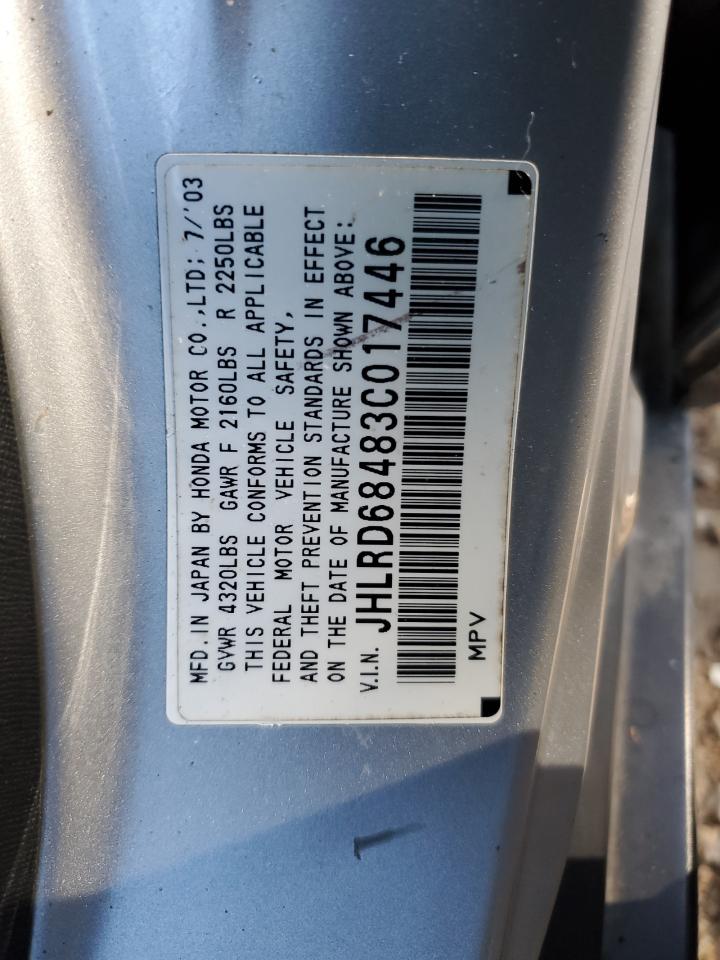 MFD. IN JAPAN BY HONDA MOTOR CO.,LTD; 7/'03
GVWR 4320LBS GAWR F 2160LBS R 2250LBS
THIS VEHICLE CONFORMS TO ALL APPLICABLE
FEDERAL MOTOR VEHICLE SAFETY,
AND THEFT PREVENTION STANDARDS IN EFFECT
ON THE DATE OF MANUFACTURE SHOWN ABOVE:
V.I.N. JHLRD68483C017446
MPV